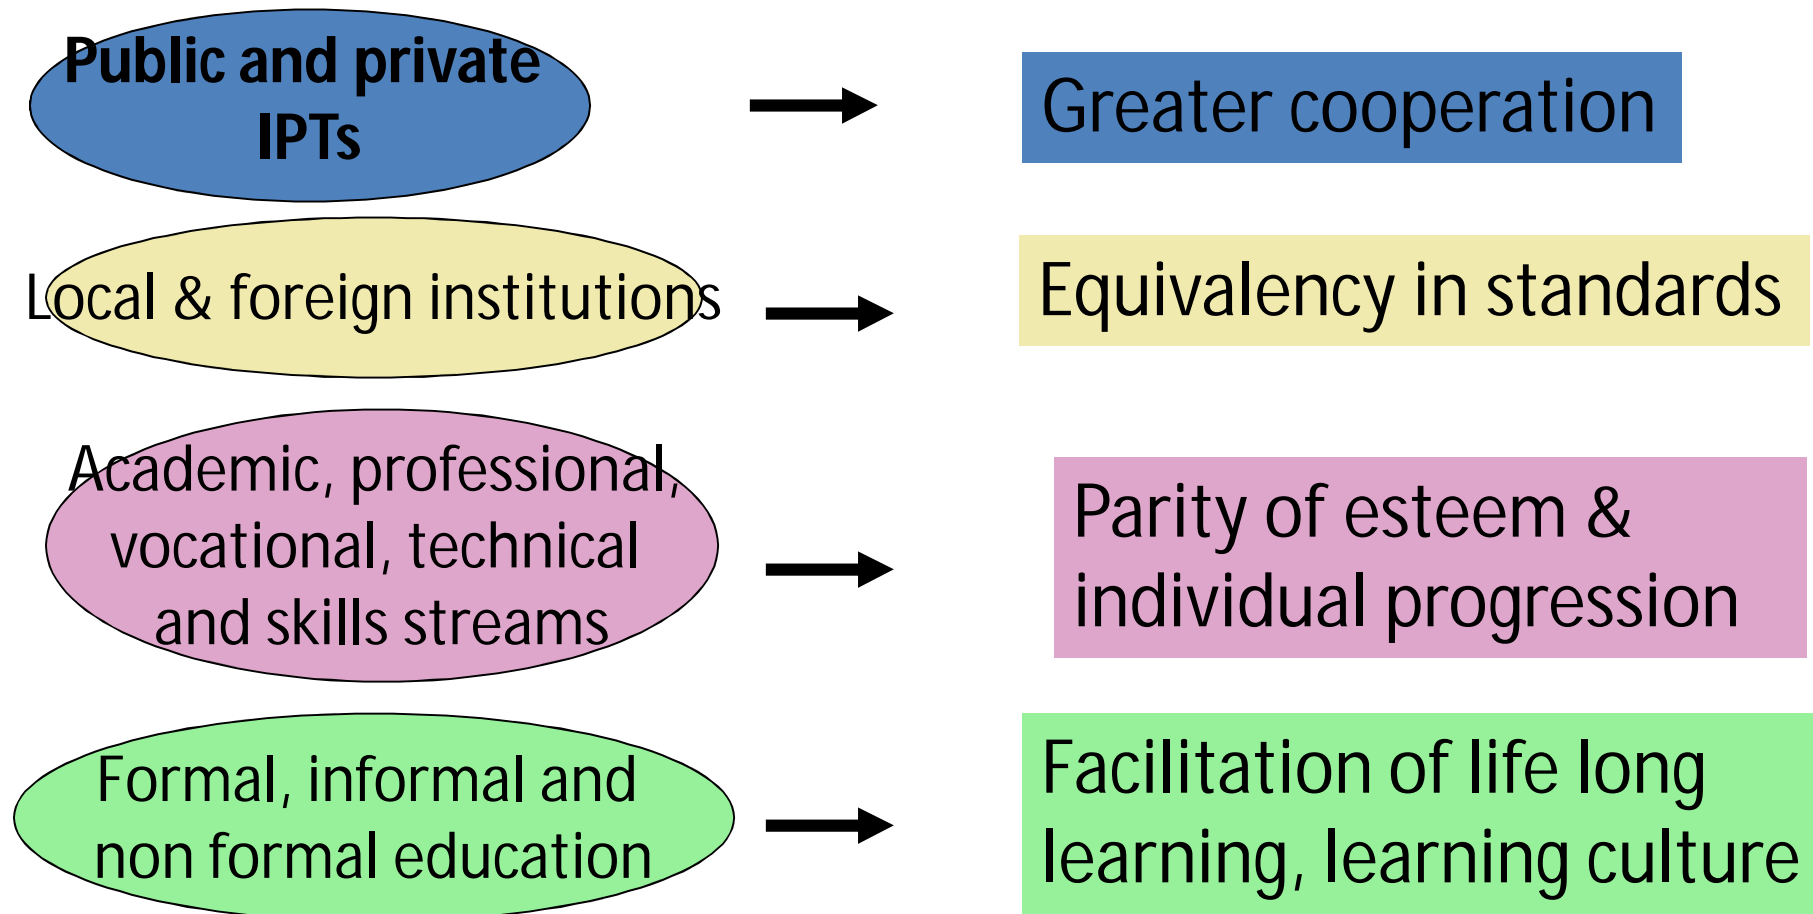 Public and private
IPTs
Greater cooperation
Local & foreign institutions
Equivalency in standards
Academic, professional,
vocational, technical
and skills streams
Parity of esteem &
individual progression
Formal, informal and
non formal education
Facilitation of life long
learning, learning culture